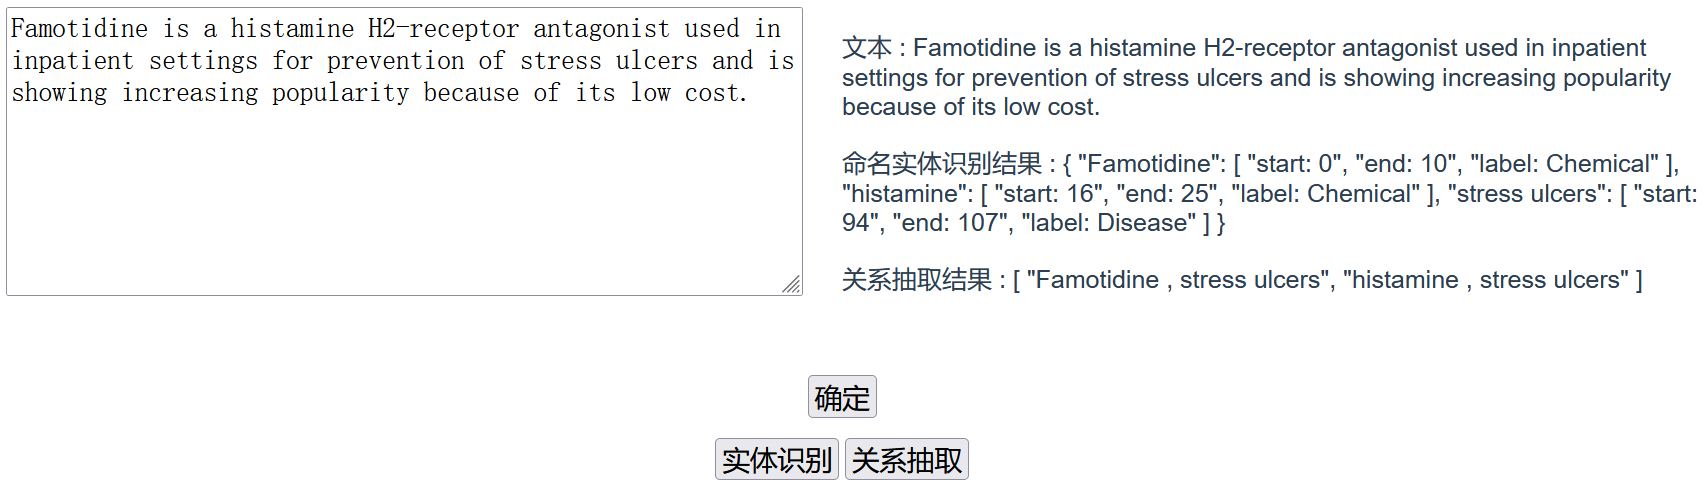 Famotidine is a histamine H2-receptor antagonist used in
inpatient settings for prevention of stress ulcers and is
showing increasing popularity because of its low cost.
文本 : Famotidine is a histamine H2-receptor antagonist used in inpatient
settings for prevention of stress ulcers and is showing increasing popularity
because of its low cost.
命名实体识别结果 : { "Famotidine": [ "start: 0", "end: 10", "label: Chemical" ],
"histamine": [ "start: 16", "end: 25", "label: Chemical" ], "stress ulcers": [ "start:
94", "end: 107", "label: Disease" ] }
关系抽取结果 : [ "Famotidine , stress ulcers", "histamine , stress ulcers" ]
确定
实体识别 关系抽取